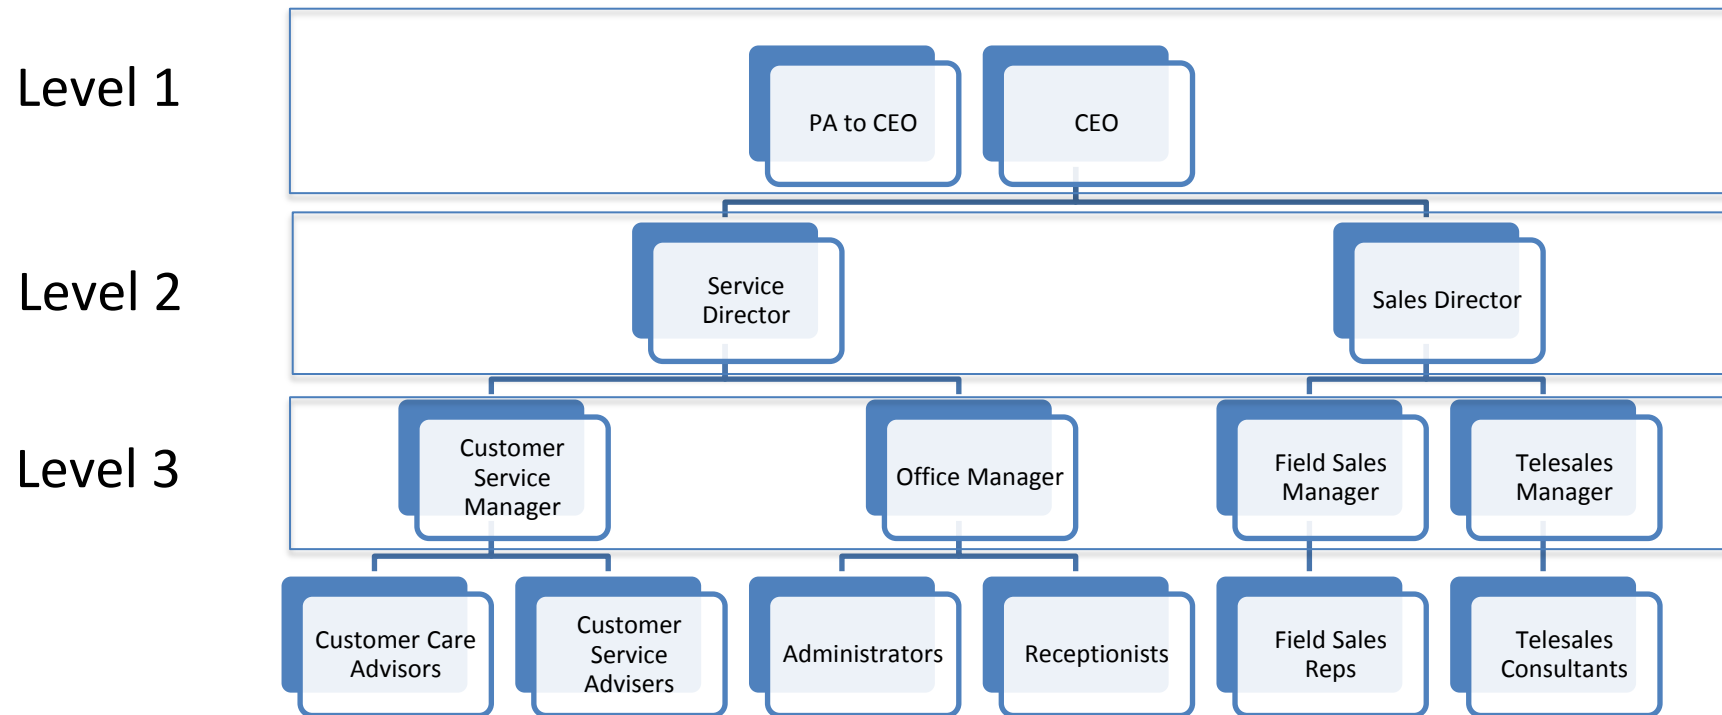 Level 1
PA to CEO
CEO
Level 2
Service
Director
Sales Director
Level 3
Customer
Service
Manager
Office Manager
Field Sales
Manager
Telesales
Manager
Customer Care
Advisors
Customer
Service
Advisers
Administrators
Receptionists
Field Sales
Reps
Telesales
Consultants